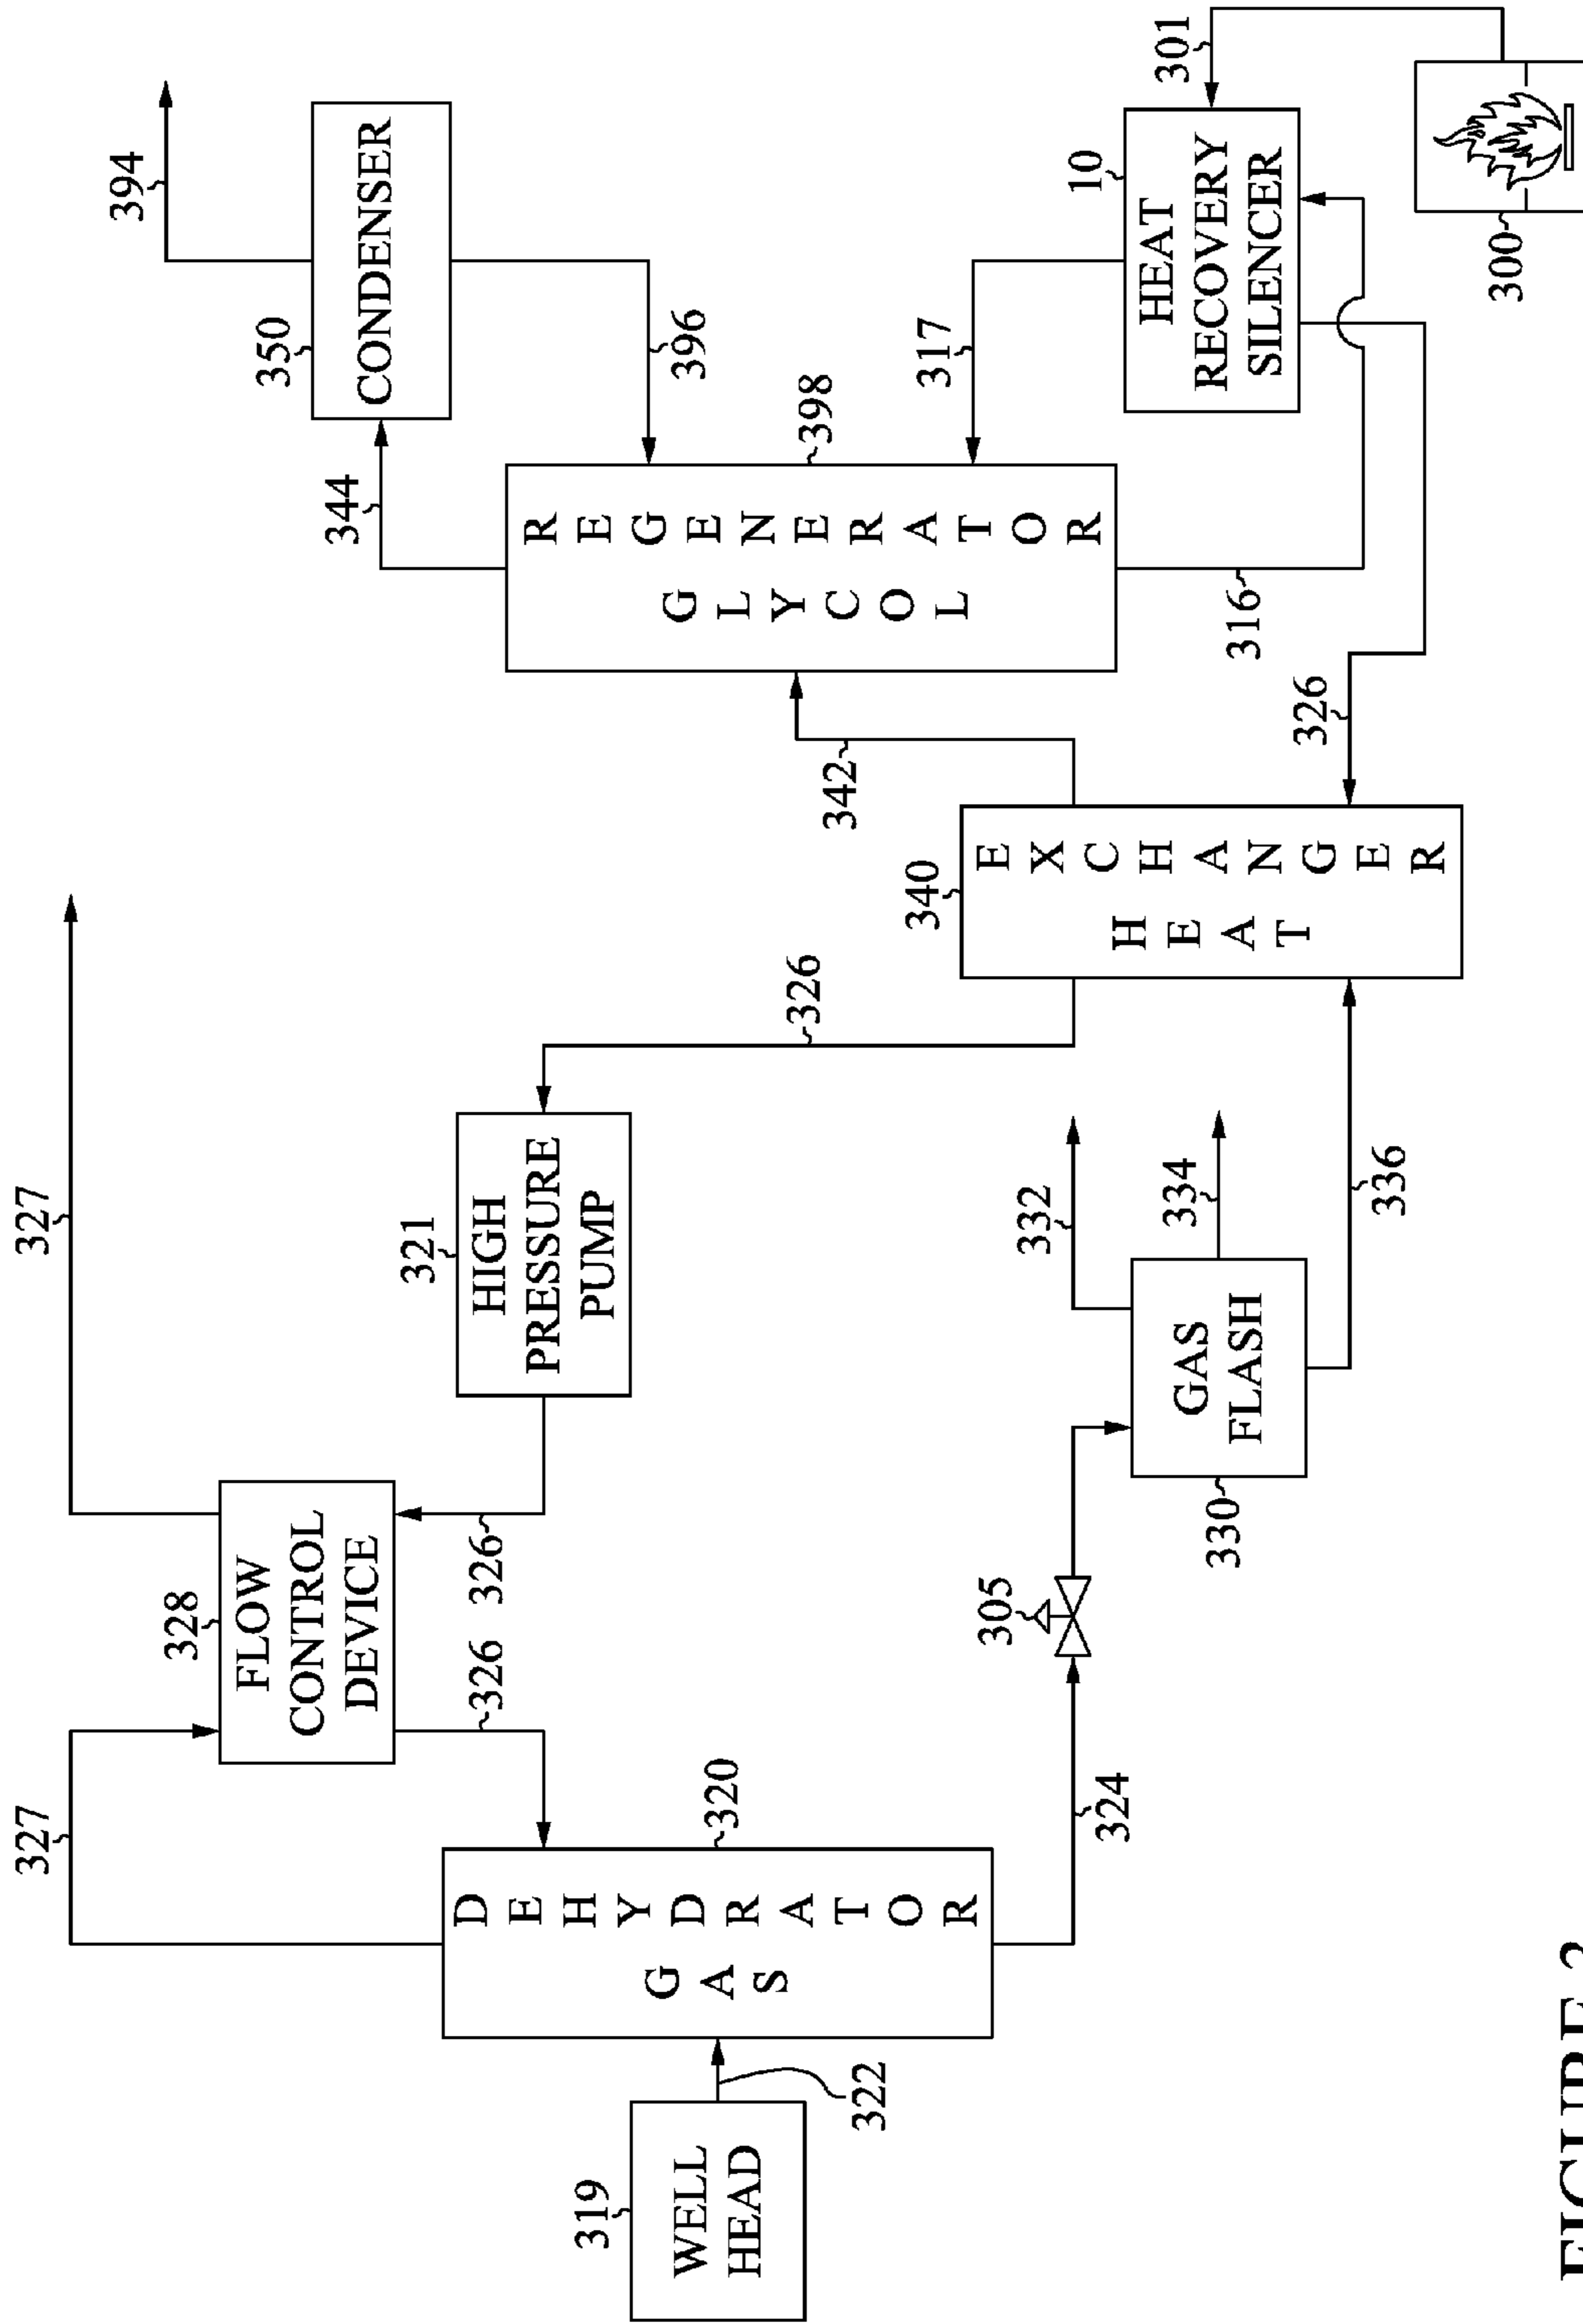 327
327
394
328
FLOW
CONTROL
DEVICE
350
CONDENSER
344
321
HIGH
PRESSURE
PUMP
326
326
319
WELL
HEAD
322
GAS
DEHYDRATOR
320
396
GLYCOL
REGENERATOR
398
326
342
317
340
HEAT
EXCHANGER
305
324
332
334
330
GAS
FLASH
336
10
HEAT
RECOVERY
SILENCER
301
316
326
300
FIGURE